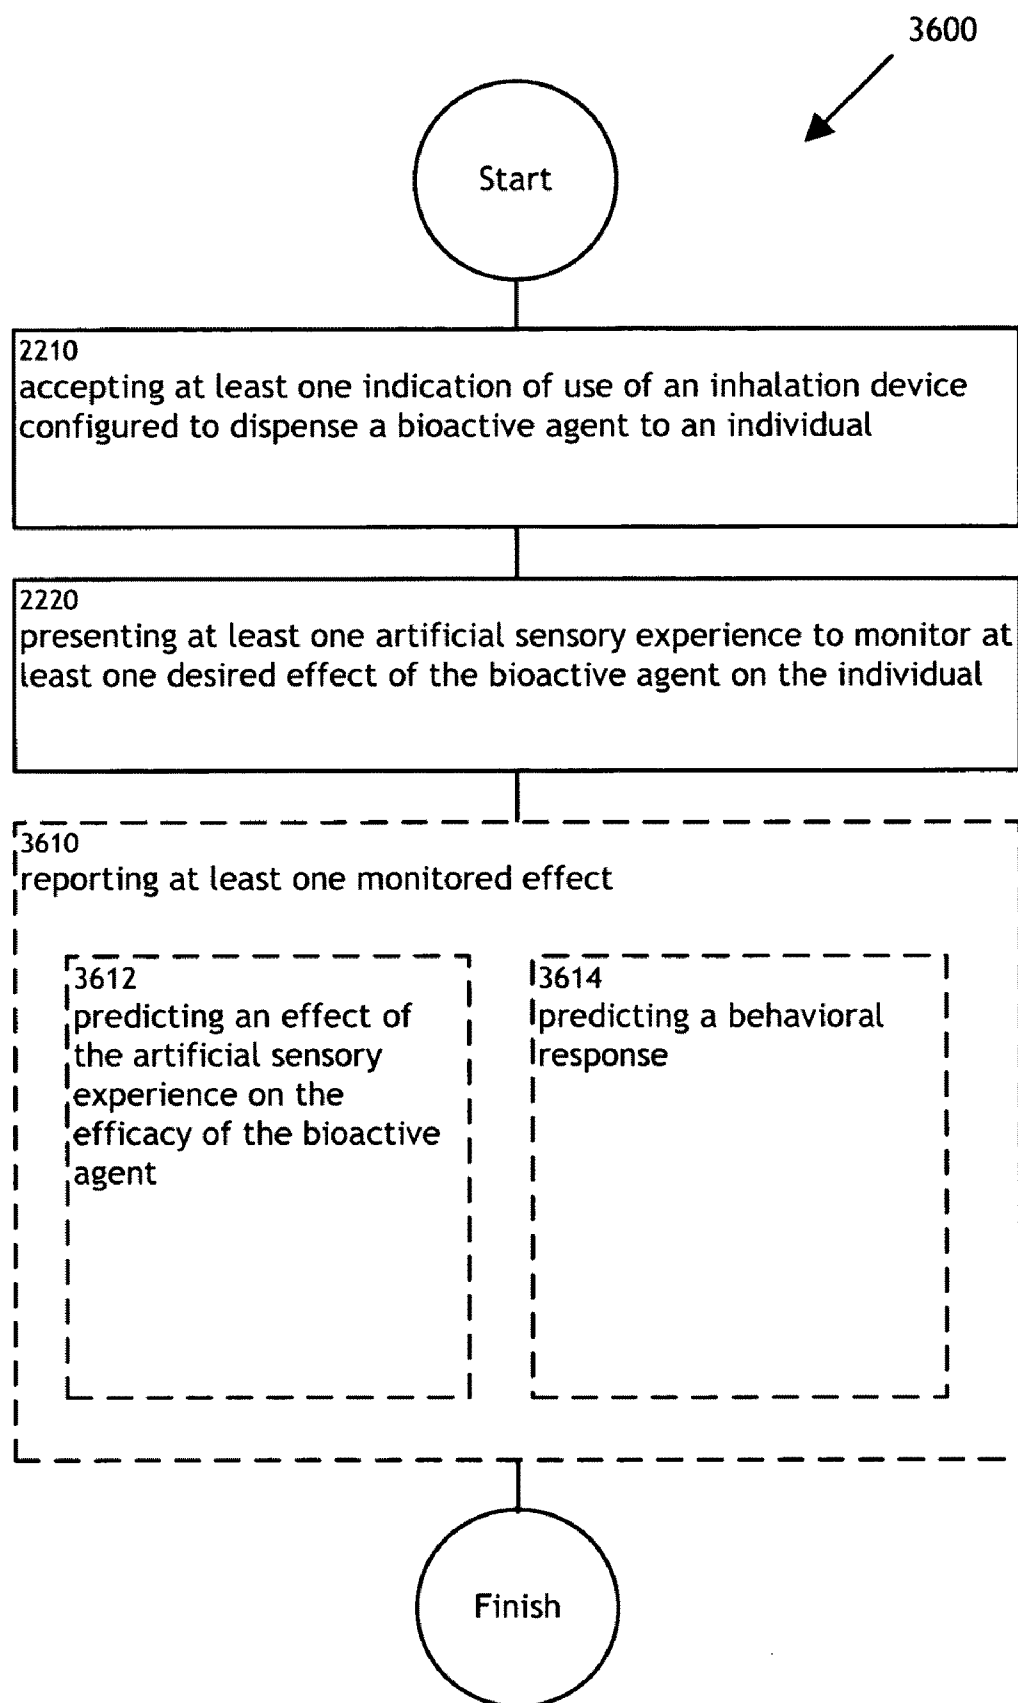 3600
Start
2210
accepting at least one indication of use of an inhalation device
configured to dispense a bioactive agent to an individual
2220
presenting at least one artificial sensory experience to monitor at
least one desired effect of the bioactive agent on the individual
3610
reporting at least one monitored effect
3612
predicting an effect of
the artificial sensory
experience on the
efficacy of the bioactive
agent
3614
predicting a behavioral
response
Finish